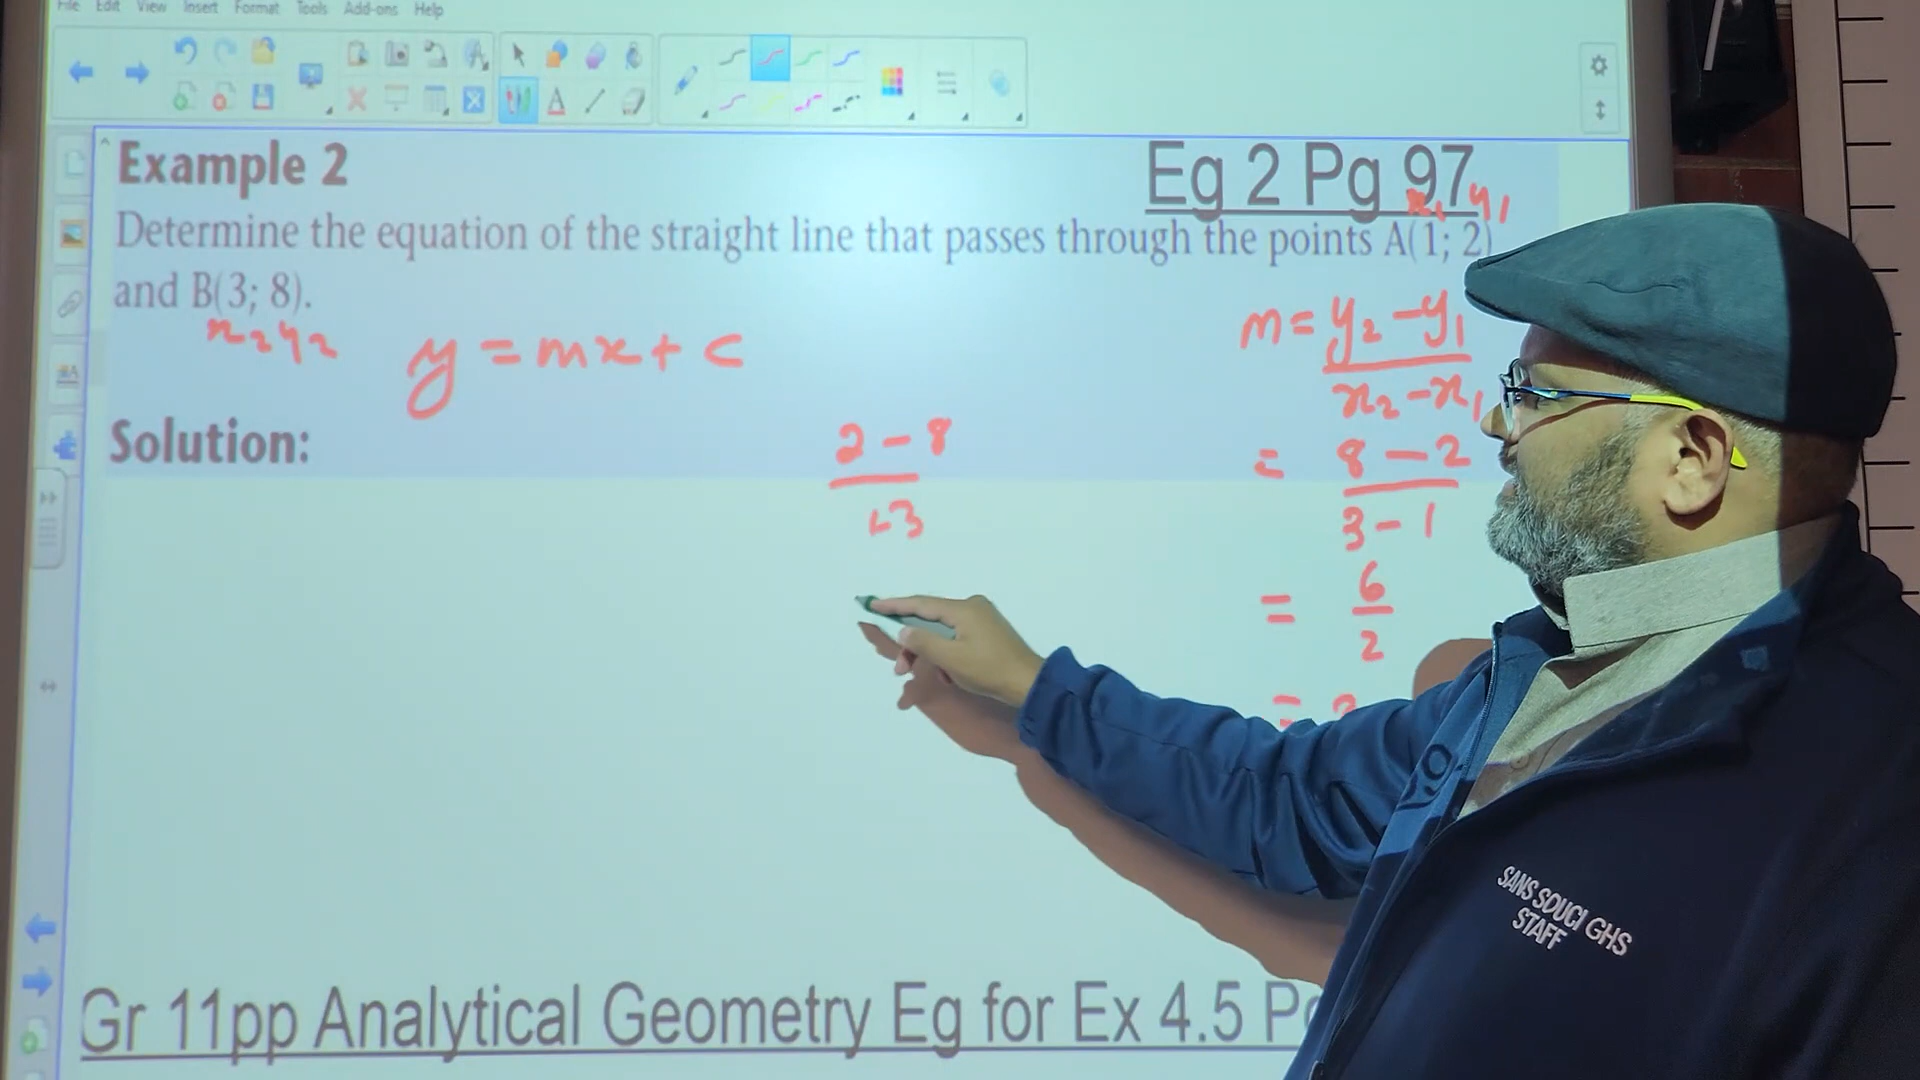 File Edit View Insert Format Tools Add-ons Help
Example 2
Eg 2 Pg 97
x1 y1
Determine the equation of the straight line that passes through the points A(1; 2)
and B(3; 8).
x2 y2
y = mx + c
m = y2 - y1
x2 - x1
Solution:
2 - 8
1-3
= 8 - 2
3 - 1
= 6
2
= 3
SANS SOUCI GHS
STAFF
Gr 11pp Analytical Geometry Eg for Ex 4.5